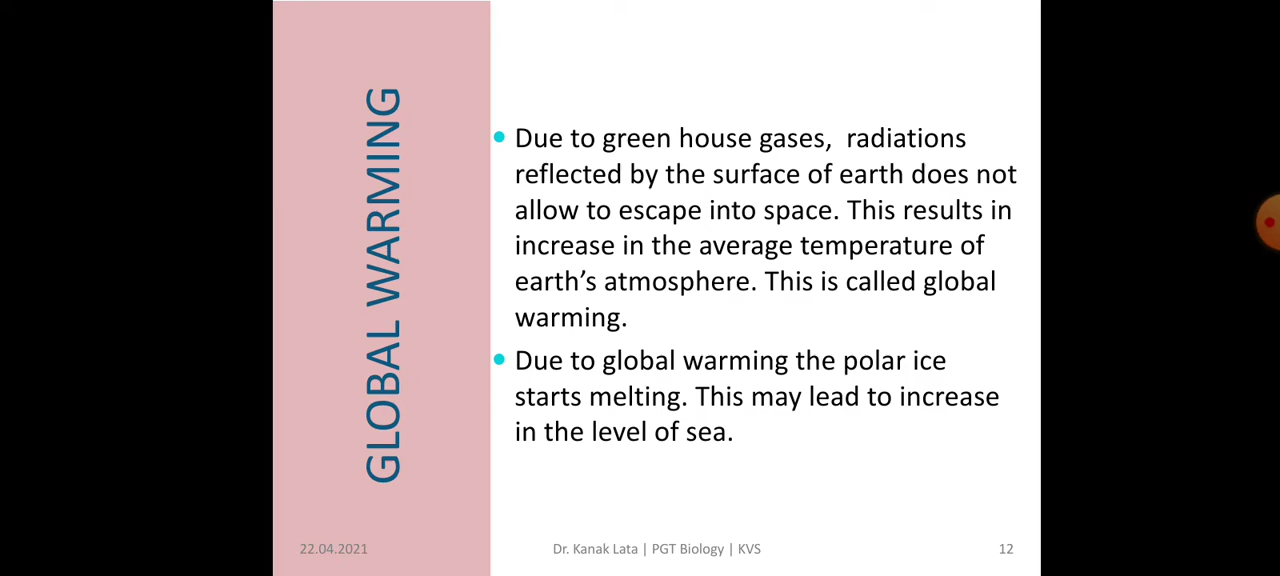 GLOBAL WARMING
Due to green house gases,  radiations
reflected by the surface of earth does not
allow to escape into space. This results in
increase in the average temperature of
earth’s atmosphere. This is called global
warming.
Due to global warming the polar ice
starts melting. This may lead to increase
in the level of sea.
22.04.2021
Dr. Kanak Lata | PGT Biology | KVS
12